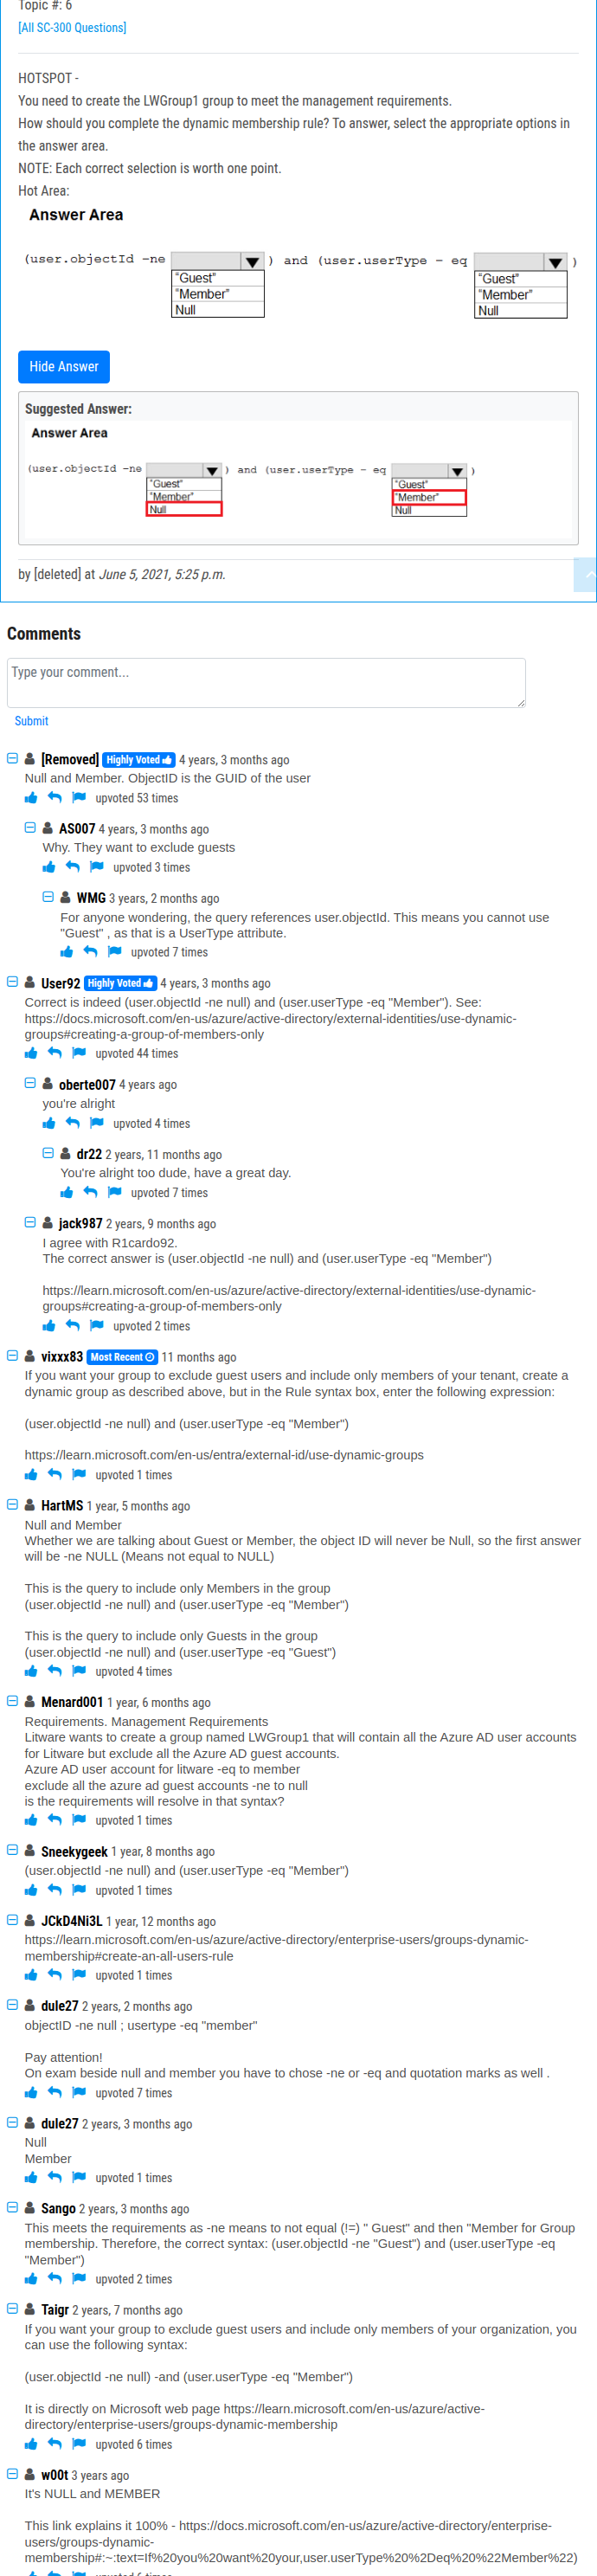 Topic #: 6
[All SC-300 Questions]
HOTSPOT -
You need to create the LWGroup1 group to meet the management requirements.
How should you complete the dynamic membership rule? To answer, select the appropriate options in
the answer area.
NOTE: Each correct selection is worth one point.
Hot Area:
Answer Area
(user.objectId -ne ) and (user.userType - eq )
"Guest" "Guest"
"Member" "Member"
Null Null
Hide Answer
Suggested Answer:
Answer Area
(user.objectId -ne ) and (user.userType - eq )
"Guest" "Guest"
"Member" "Member"
Null Null
by [deleted] at June 5, 2021, 5:25 p.m.
Comments
Type your comment...
Submit
[Removed] Highly Voted 4 years, 3 months ago
Null and Member. ObjectID is the GUID of the user
upvoted 53 times
AS007 4 years, 3 months ago
Why. They want to exclude guests
upvoted 3 times
WMG 3 years, 2 months ago
For anyone wondering, the query references user.objectId. This means you cannot use
"Guest" , as that is a UserType attribute.
upvoted 7 times
User92 Highly Voted 4 years, 3 months ago
Correct is indeed (user.objectId -ne null) and (user.userType -eq "Member"). See:
https://docs.microsoft.com/en-us/azure/active-directory/external-identities/use-dynamic-
groups#creating-a-group-of-members-only
upvoted 44 times
oberte007 4 years ago
you're alright
upvoted 4 times
dr22 2 years, 11 months ago
You're alright too dude, have a great day.
upvoted 7 times
jack987 2 years, 9 months ago
I agree with R1cardo92.
The correct answer is (user.objectId -ne null) and (user.userType -eq "Member")
https://learn.microsoft.com/en-us/azure/active-directory/external-identities/use-dynamic-
groups#creating-a-group-of-members-only
upvoted 2 times
vixxx83 Most Recent 11 months ago
If you want your group to exclude guest users and include only members of your tenant, create a
dynamic group as described above, but in the Rule syntax box, enter the following expression:
(user.objectId -ne null) and (user.userType -eq "Member")
https://learn.microsoft.com/en-us/entra/external-id/use-dynamic-groups
upvoted 1 times
HartMS 1 year, 5 months ago
Null and Member
Whether we are talking about Guest or Member, the object ID will never be Null, so the first answer
will be -ne NULL (Means not equal to NULL)
This is the query to include only Members in the group
(user.objectId -ne null) and (user.userType -eq "Member")
This is the query to include only Guests in the group
(user.objectId -ne null) and (user.userType -eq "Guest")
upvoted 4 times
Menard001 1 year, 6 months ago
Requirements. Management Requirements
Litware wants to create a group named LWGroup1 that will contain all the Azure AD user accounts
for Litware but exclude all the Azure AD guest accounts.
Azure AD user account for litware -eq to member
exclude all the azure ad guest accounts -ne to null
is the requirements will resolve in that syntax?
upvoted 1 times
Sneekygeek 1 year, 8 months ago
(user.objectId -ne null) and (user.userType -eq "Member")
upvoted 1 times
JCkD4Ni3L 1 year, 12 months ago
https://learn.microsoft.com/en-us/azure/active-directory/enterprise-users/groups-dynamic-
membership#create-an-all-users-rule
upvoted 1 times
dule27 2 years, 2 months ago
objectID -ne null ; usertype -eq "member"
Pay attention!
On exam beside null and member you have to chose -ne or -eq and quotation marks as well .
upvoted 7 times
dule27 2 years, 3 months ago
Null
Member
upvoted 1 times
Sango 2 years, 3 months ago
This meets the requirements as -ne means to not equal (!=) " Guest" and then "Member for Group
membership. Therefore, the correct syntax: (user.objectId -ne "Guest") and (user.userType -eq
"Member")
upvoted 2 times
Taigr 2 years, 7 months ago
If you want your group to exclude guest users and include only members of your organization, you
can use the following syntax:
(user.objectId -ne null) -and (user.userType -eq "Member")
It is directly on Microsoft web page https://learn.microsoft.com/en-us/azure/active-
directory/enterprise-users/groups-dynamic-membership
upvoted 6 times
w00t 3 years ago
It's NULL and MEMBER
This link explains it 100% - https://docs.microsoft.com/en-us/azure/active-directory/enterprise-
users/groups-dynamic-
membership#:~:text=If%20you%20want%20your,user.userType%20%2Deq%20%22Member%22)